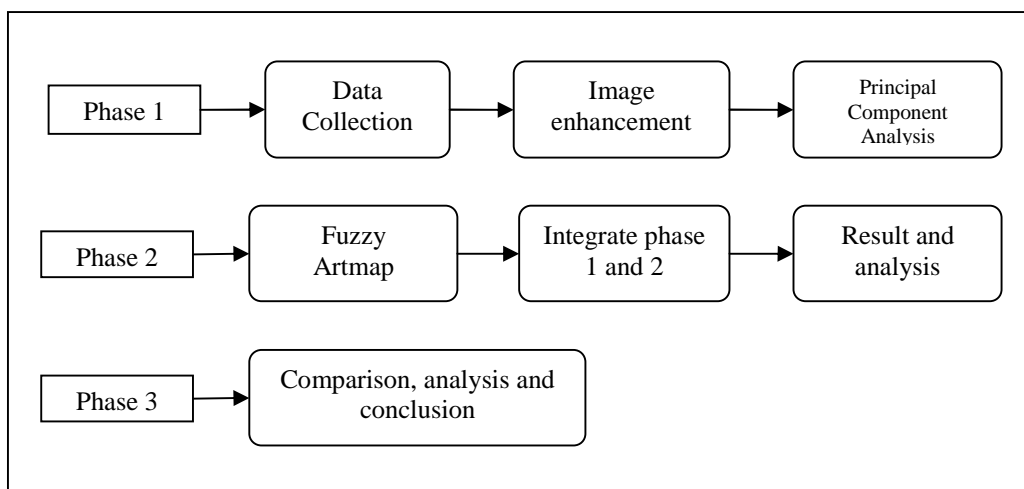 Phase 1
Data
Collection
Image
enhancement
Principal
Component
Analysis
Phase 2
Fuzzy
Artmap
Integrate phase
1 and 2
Result and
analysis
Phase 3
Comparison, analysis and
conclusion